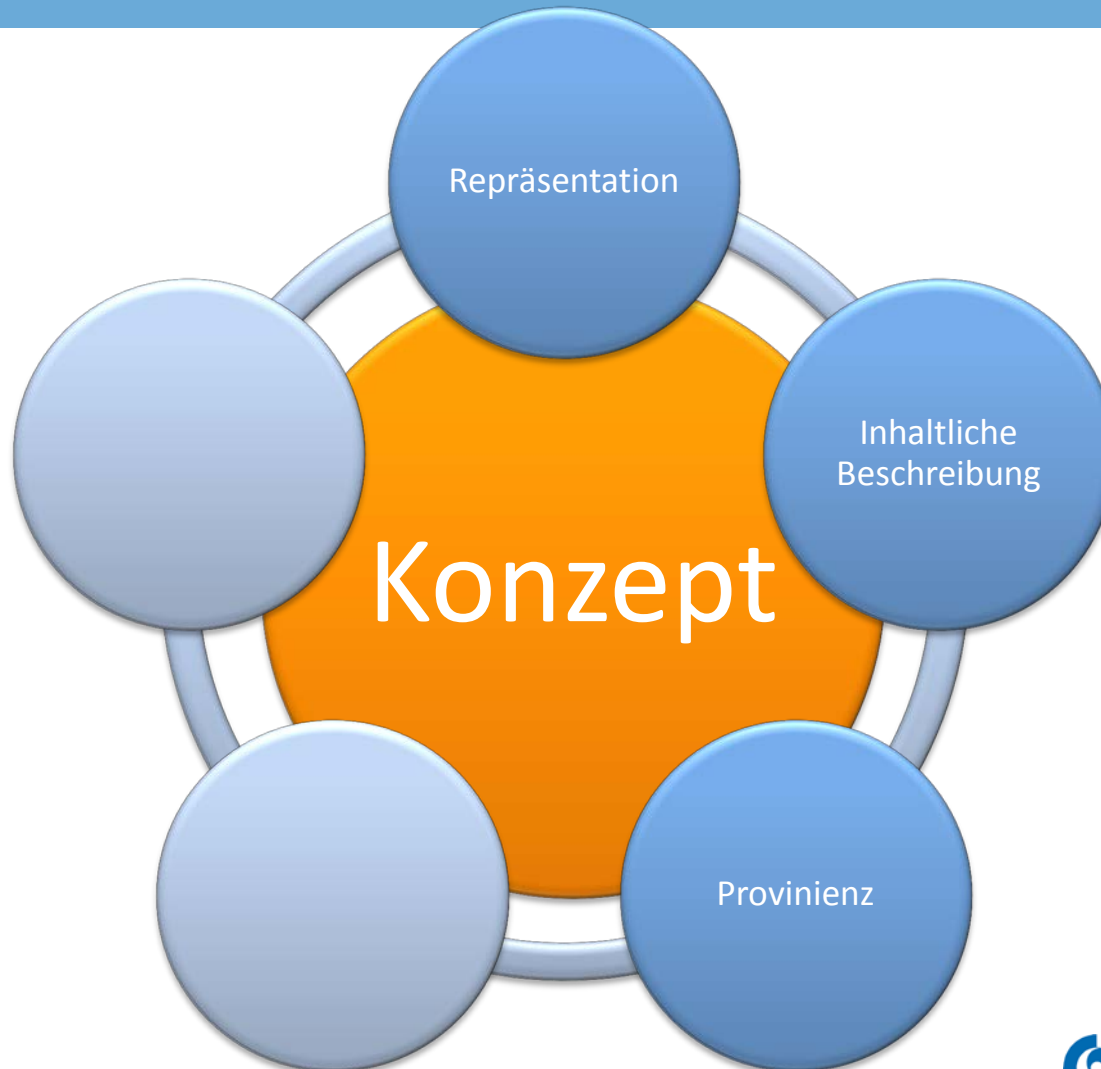 Repräsentation
Inhaltliche
Beschreibung
Konzept
Provinienz